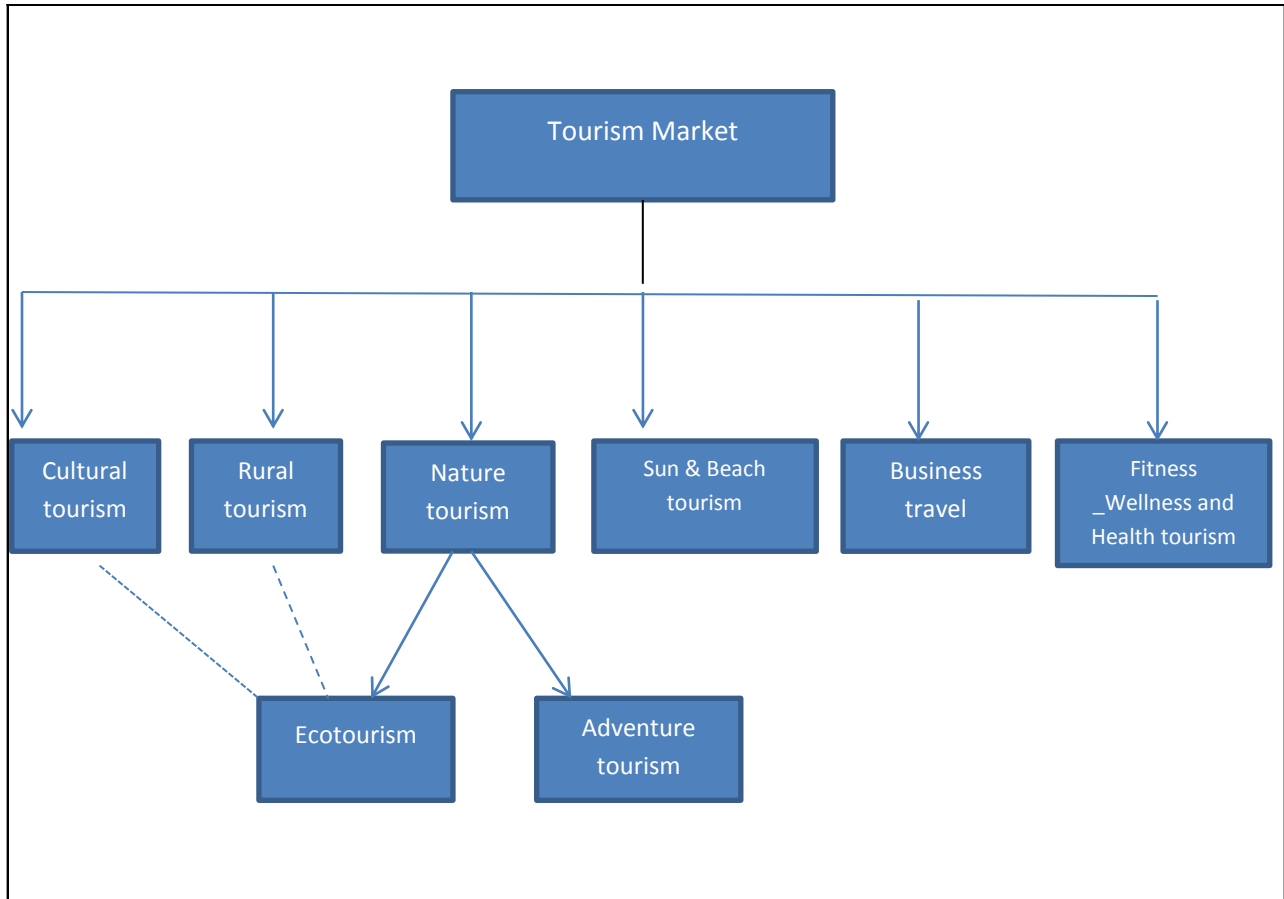 Tourism Market
Cultural
tourism
Rural
tourism
Nature
tourism
Sun & Beach
tourism
Business
travel
Fitness
_Wellness and
Health tourism
Ecotourism
Adventure
tourism